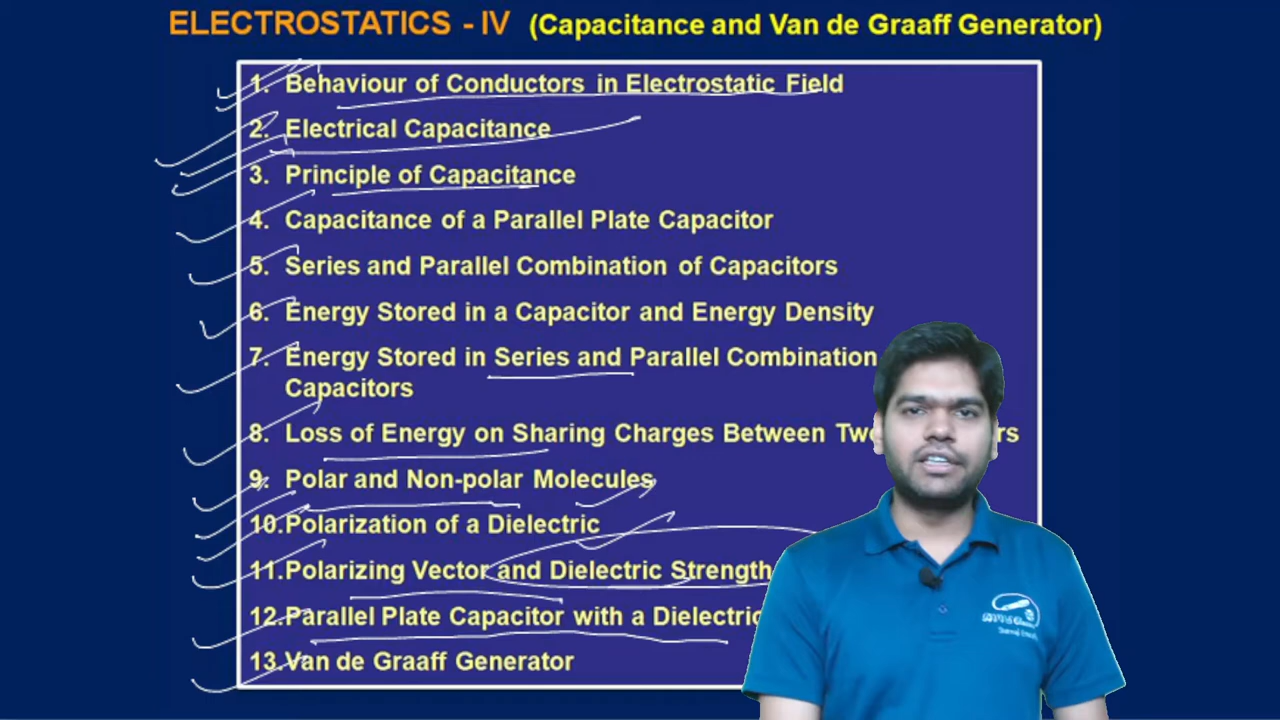 ELECTROSTATICS - IV (Capacitance and Van de Graaff Generator)
1. Behaviour of Conductors in Electrostatic Field
2. Electrical Capacitance
3. Principle of Capacitance
4. Capacitance of a Parallel Plate Capacitor
5. Series and Parallel Combination of Capacitors
6. Energy Stored in a Capacitor and Energy Density
7. Energy Stored in Series and Parallel Combination
Capacitors
8. Loss of Energy on Sharing Charges Between
9. Polar and Non-polar Molecules
10.Polarization of a Dielectric
11.Polarizing Vector and Dielectric Strength
12.Parallel Plate Capacitor with a Dielectric
13.Van de Graaff Generator